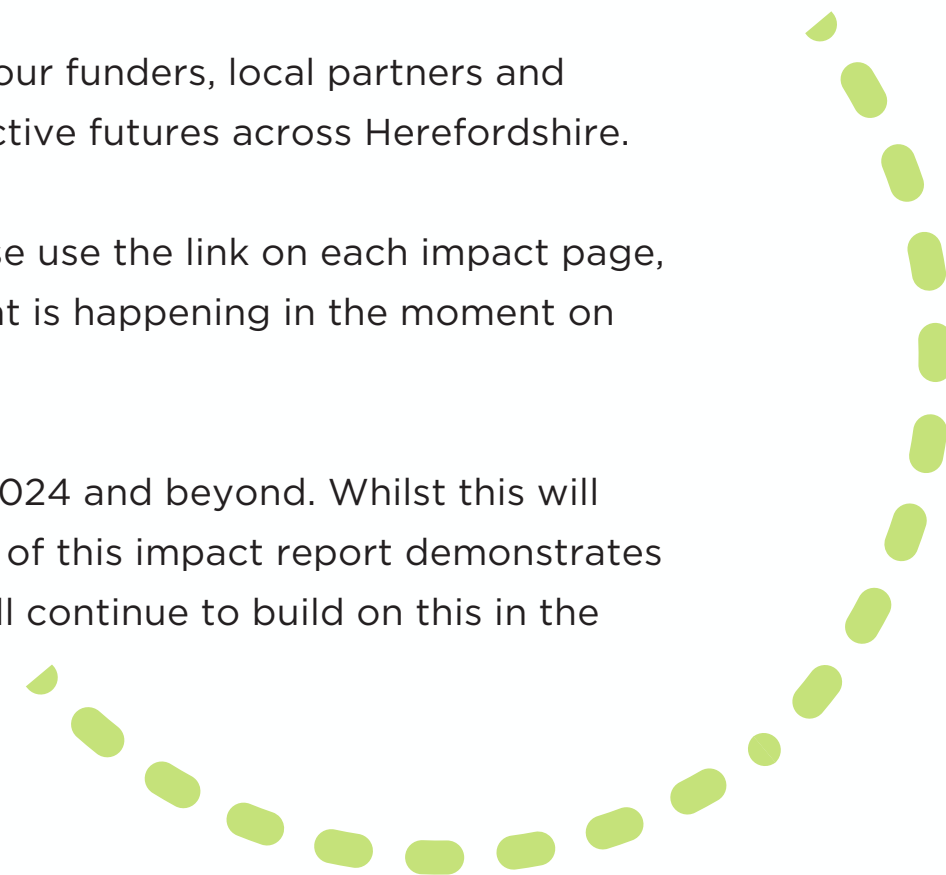 our funders, local partners and
ctive futures across Herefordshire.
se use the link on each impact page,
t is happening in the moment on
024 and beyond. Whilst this will
of this impact report demonstrates
ll continue to build on this in the